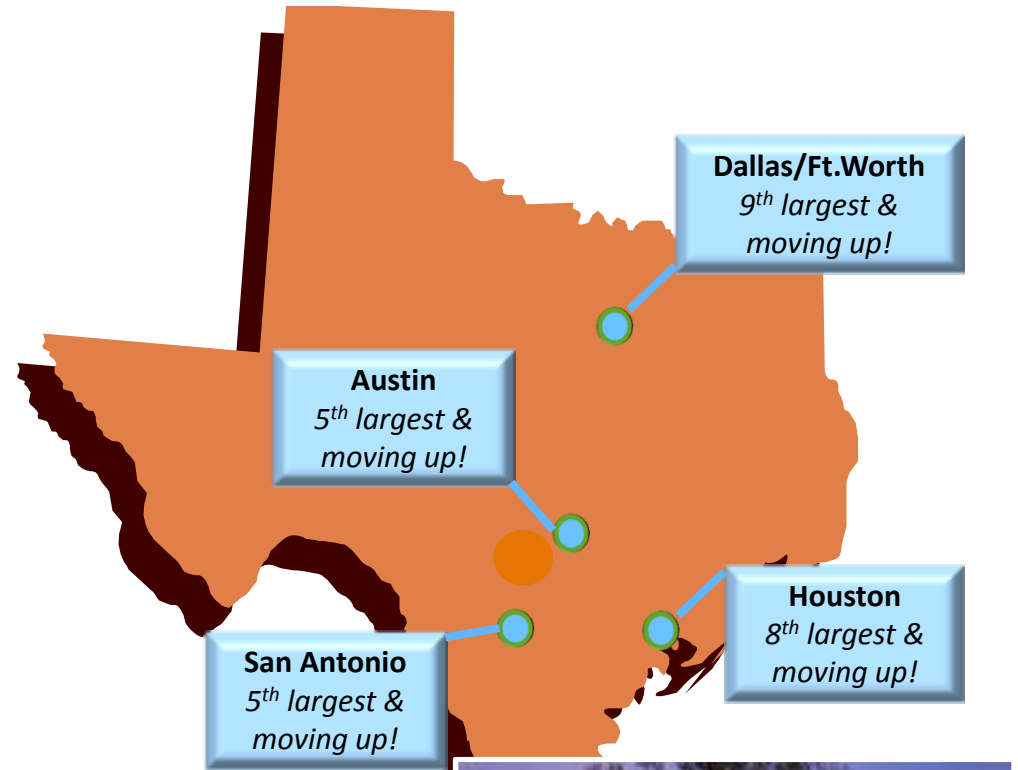 Dallas/Ft.Worth
9th largest &
moving up!
Austin
5th largest &
moving up!
Houston
8th largest &
moving up!
San Antonio
5th largest &
moving up!